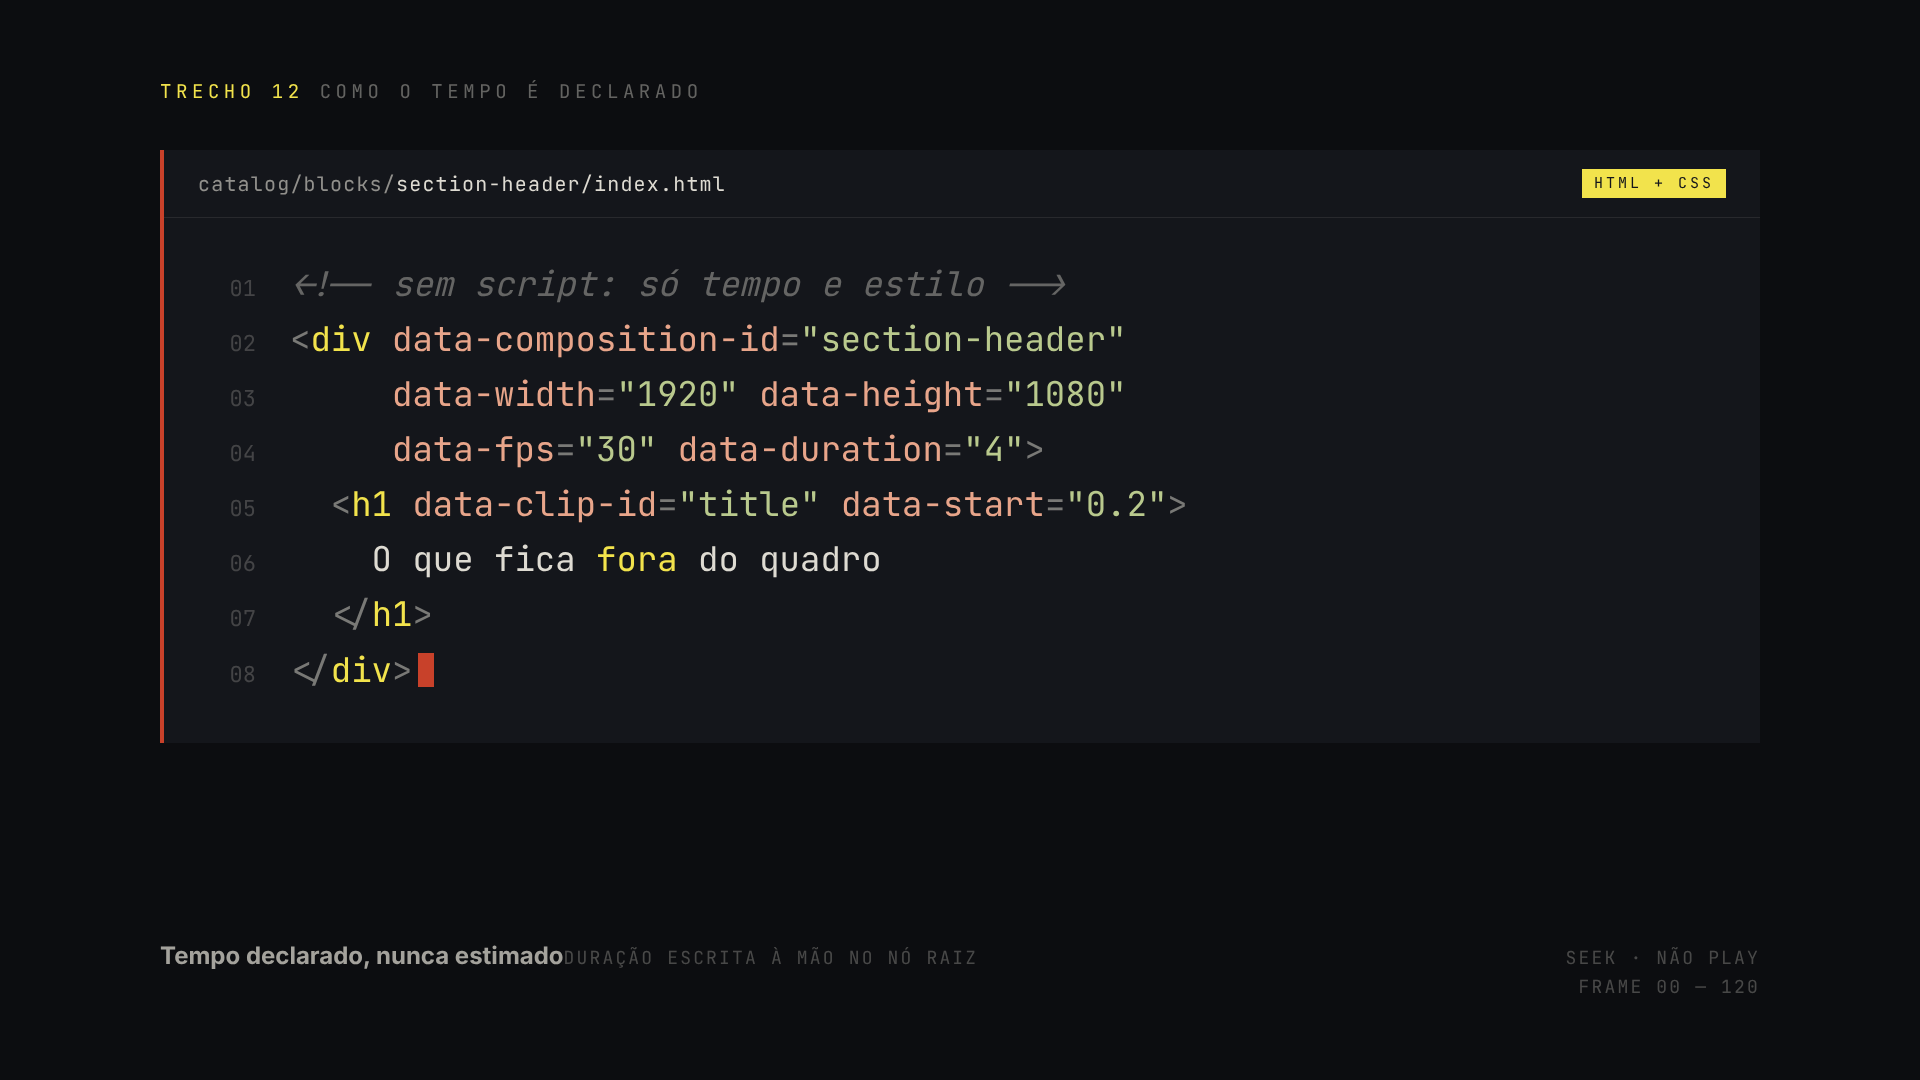 TRECHO 12 COMO O TEMPO É DECLARADO
catalog/blocks/section-header/index.html
HTML + CSS
01 <!-- sem script: só tempo e estilo -->
02 <div data-composition-id="section-header"
03 data-width="1920" data-height="1080"
04 data-fps="30" data-duration="4">
05 <h1 data-clip-id="title" data-start="0.2">
06 O que fica fora do quadro
07 </h1>
08 </div>
Tempo declarado, nunca estimado DURAÇÃO ESCRITA À MÃO NO NÓ RAIZ
SEEK · NÃO PLAY
FRAME 00 — 120